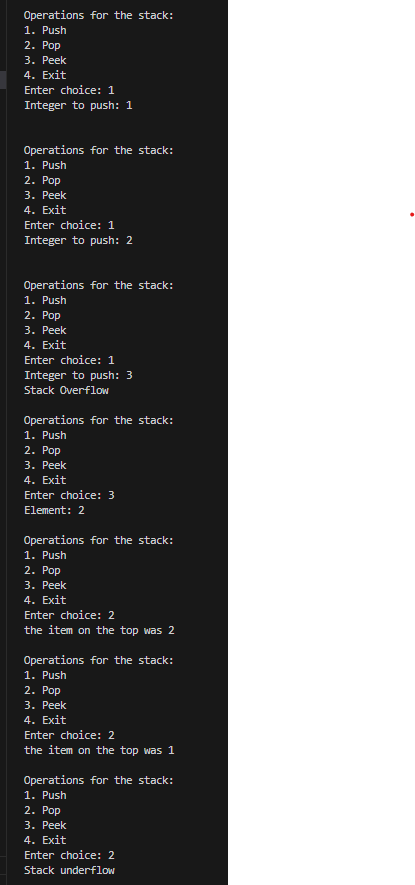 Operations for the stack:
1. Push
2. Pop
3. Peek
4. Exit
Enter choice: 1
Integer to push: 1
Operations for the stack:
1. Push
2. Pop
3. Peek
4. Exit
Enter choice: 1
Integer to push: 2
Operations for the stack:
1. Push
2. Pop
3. Peek
4. Exit
Enter choice: 1
Integer to push: 3
Stack Overflow
Operations for the stack:
1. Push
2. Pop
3. Peek
4. Exit
Enter choice: 3
Element: 2
Operations for the stack:
1. Push
2. Pop
3. Peek
4. Exit
Enter choice: 2
the item on the top was 2
Operations for the stack:
1. Push
2. Pop
3. Peek
4. Exit
Enter choice: 2
the item on the top was 1
Operations for the stack:
1. Push
2. Pop
3. Peek
4. Exit
Enter choice: 2
Stack underflow